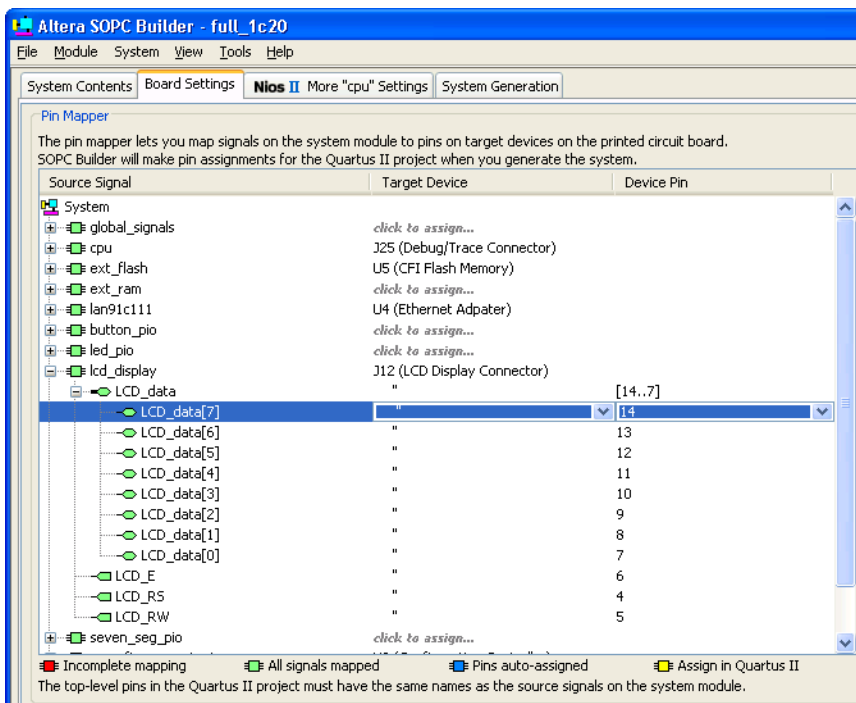 Altera SOPC Builder - full_1c20
File Module System View Tools Help
System Contents Board Settings Nios II More "cpu" Settings System Generation
Pin Mapper
The pin mapper lets you map signals on the system module to pins on target devices on the printed circuit board.
SOPC Builder will make pin assignments for the Quartus II project when you generate the system.
Source Signal Target Device Device Pin
System
global_signals click to assign...
cpu J25 (Debug/Trace Connector)
ext_flash U5 (CFI Flash Memory)
ext_ram click to assign...
lan91c111 U4 (Ethernet Adpater)
button_pio click to assign...
led_pio click to assign...
lcd_display J12 (LCD Display Connector)
LCD_data " [14..7]
LCD_data[7] " 14
LCD_data[6] " 13
LCD_data[5] " 12
LCD_data[4] " 11
LCD_data[3] " 10
LCD_data[2] " 9
LCD_data[1] " 8
LCD_data[0] " 7
LCD_E " 6
LCD_RS " 4
LCD_RW " 5
seven_seg_pio click to assign...
Incomplete mapping All signals mapped Pins auto-assigned Assign in Quartus II
The top-level pins in the Quartus II project must have the same names as the source signals on the system module.